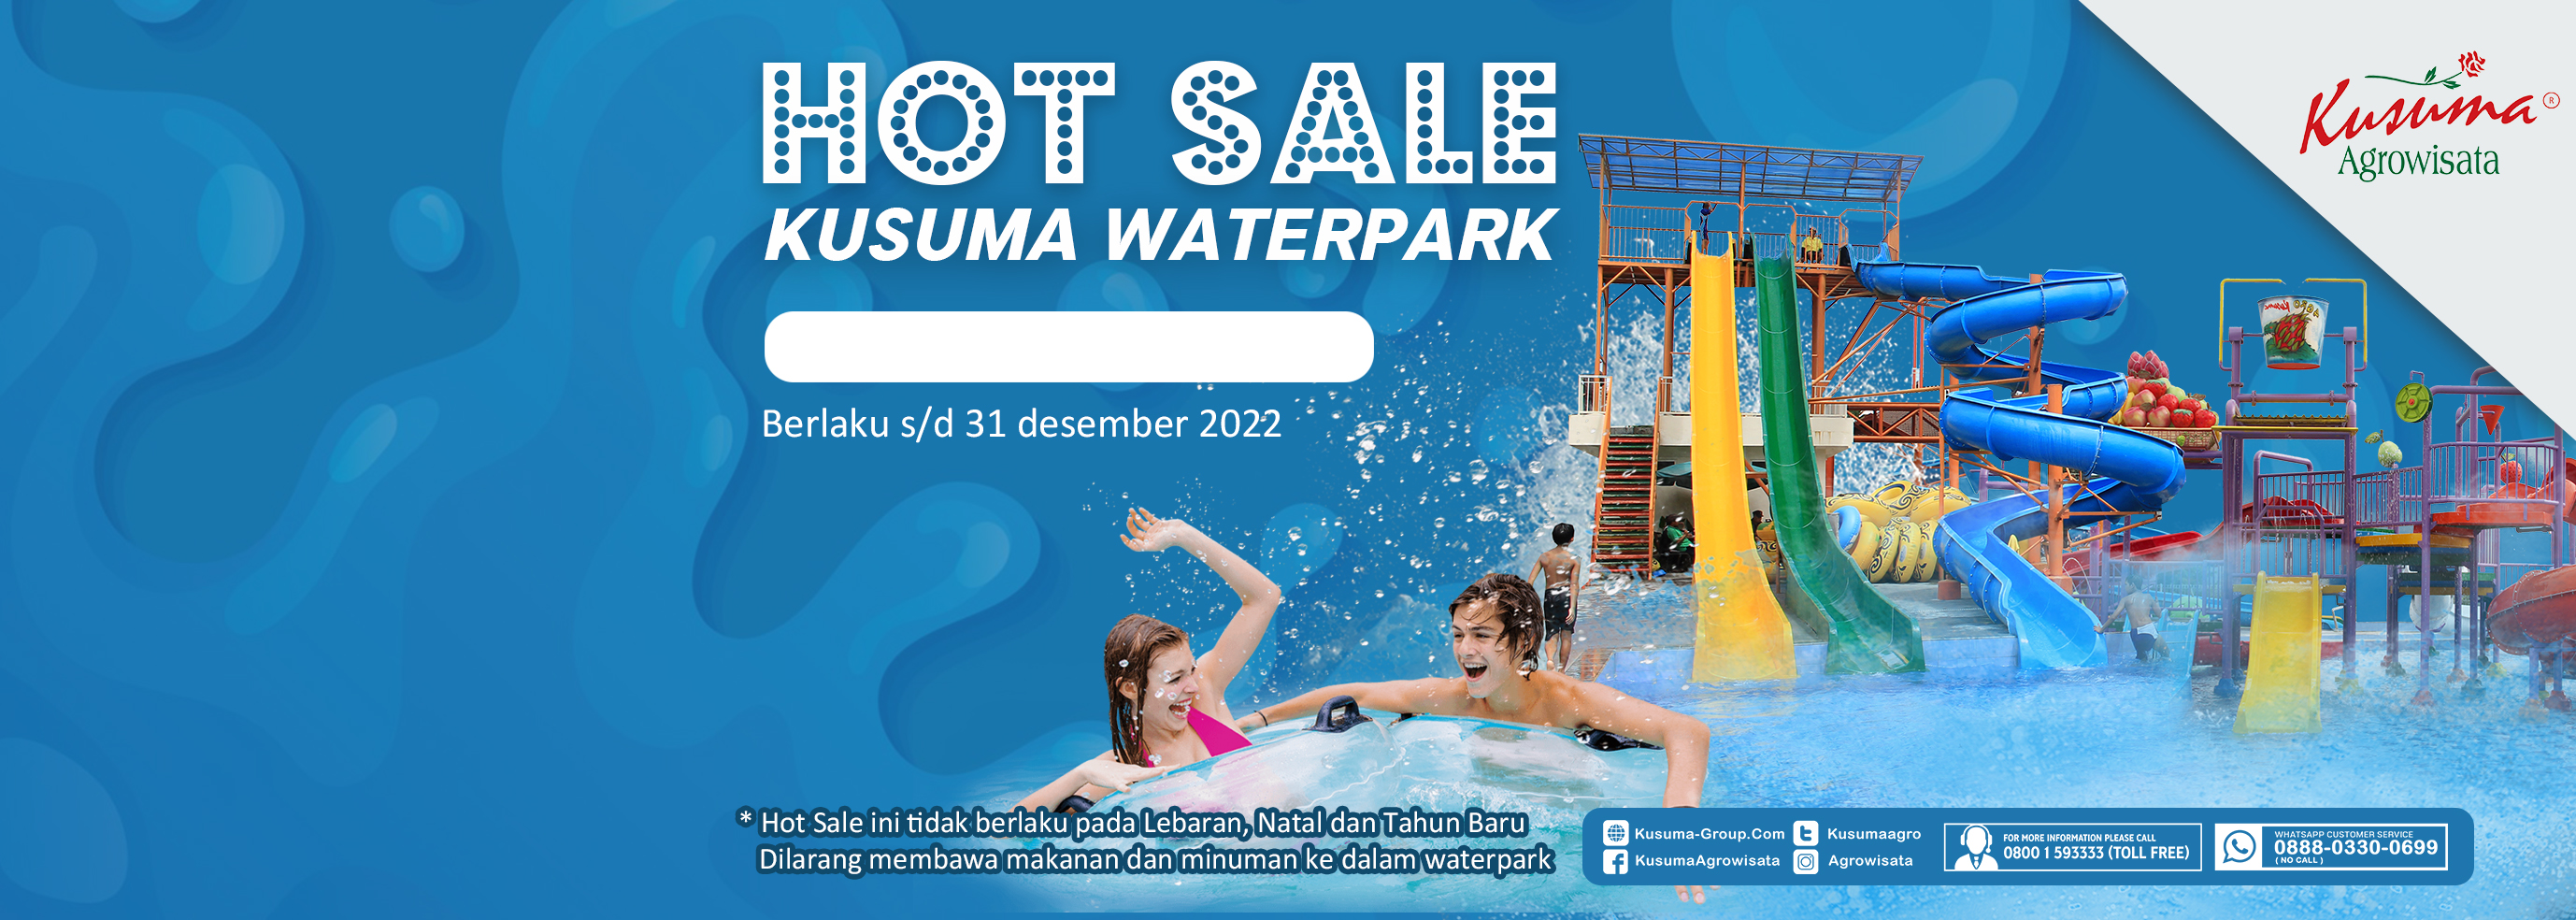 HOT SALE
KUSUMA WATERPARK
Berlaku s/d 31 desember 2022
Kusuma ®
Agrowisata
* Hot Sale ini tidak berlaku pada Lebaran, Natal dan Tahun Baru
Dilarang membawa makanan dan minuman ke dalam waterpark
Kusuma-Group.Com
Kusumaagro
KusumaAgrowisata
Agrowisata
FOR MORE INFORMATION PLEASE CALL
0800 1 593333 (TOLL FREE)
WHATSAPP CUSTOMER SERVICE
0888-0330-0699
( NO CALL )